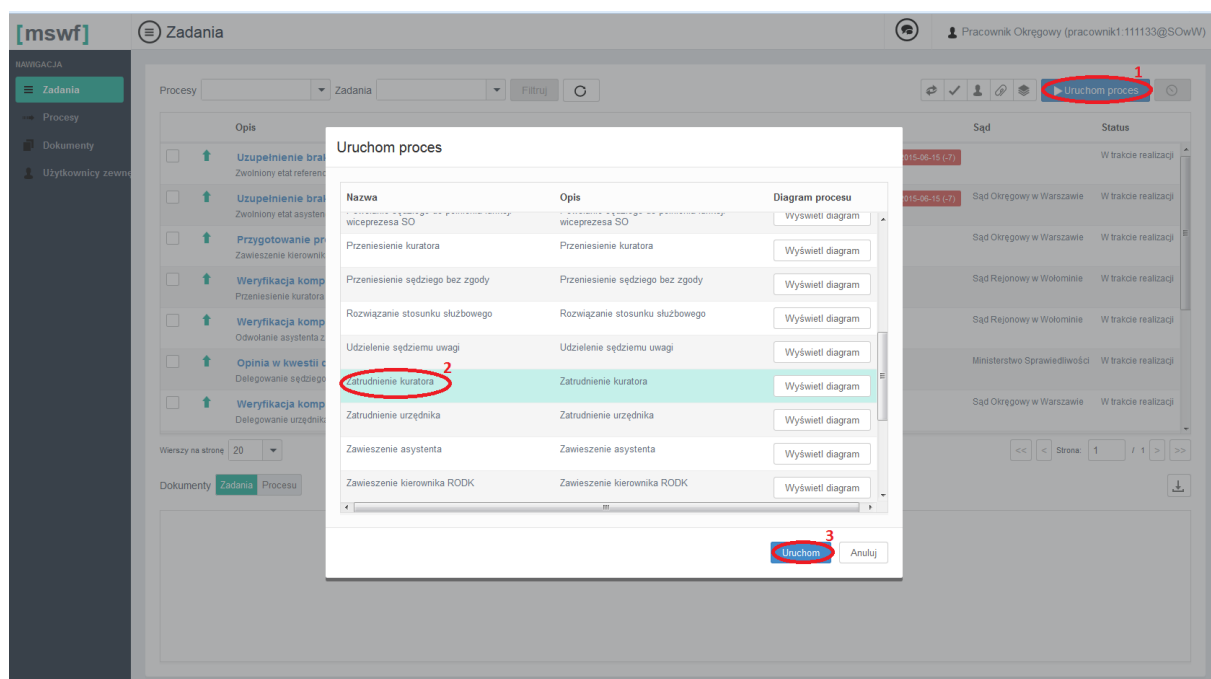 [mswf]
Zadania
Pracownik Okręgowy (pracownik1:111133@SOwW)
NAWIGACJA
Zadania
Procesy
Dokumenty
Użytkownicy zewnę
Procesy
Zadania
Filtruj
1
Uruchom proces
Opis
Sąd
Status
Uzupełnienie brak
2015-06-15 (-7)
W trakcie realizacji
Zwolniony etat referenc
Uzupełnienie brak
2015-06-15 (-7)
Sąd Okręgowy w Warszawie
W trakcie realizacji
Zwolniony etat asysten
Przygotowanie pr
Sąd Okręgowy w Warszawie
W trakcie realizacji
Zawieszenie kierownik
Weryfikacja komp
Sąd Rejonowy w Wołominie
W trakcie realizacji
Przeniesienie kuratora
Weryfikacja komp
Sąd Rejonowy w Wołominie
W trakcie realizacji
Odwołanie asystenta z
Opinia w kwestii
Ministerstwo Sprawiedliwości
W trakcie realizacji
Delegowanie sędziego
Weryfikacja komp
Sąd Okręgowy w Warszawie
W trakcie realizacji
Delegowanie urzędnika
Wierszy na stronę 20
<< < Strona: 1 / 1 > >>
Dokumenty Zadania Procesu
Uruchom proces
Nazwa Opis Diagram procesu
wiceprezesa SO wiceprezesa SO Wyświetl diagram
Przeniesienie kuratora Przeniesienie kuratora Wyświetl diagram
Przeniesienie sędziego bez zgody Przeniesienie sędziego bez zgody Wyświetl diagram
Rozwiązanie stosunku służbowego Rozwiązanie stosunku służbowego Wyświetl diagram
Udzielenie sędziemu uwagi Udzielenie sędziemu uwagi Wyświetl diagram
2
Zatrudnienie kuratora Zatrudnienie kuratora Wyświetl diagram
Zatrudnienie urzędnika Zatrudnienie urzędnika Wyświetl diagram
Zawieszenie asystenta Zawieszenie asystenta Wyświetl diagram
Zawieszenie kierownika RODK Zawieszenie kierownika RODK Wyświetl diagram
3
Uruchom Anuluj